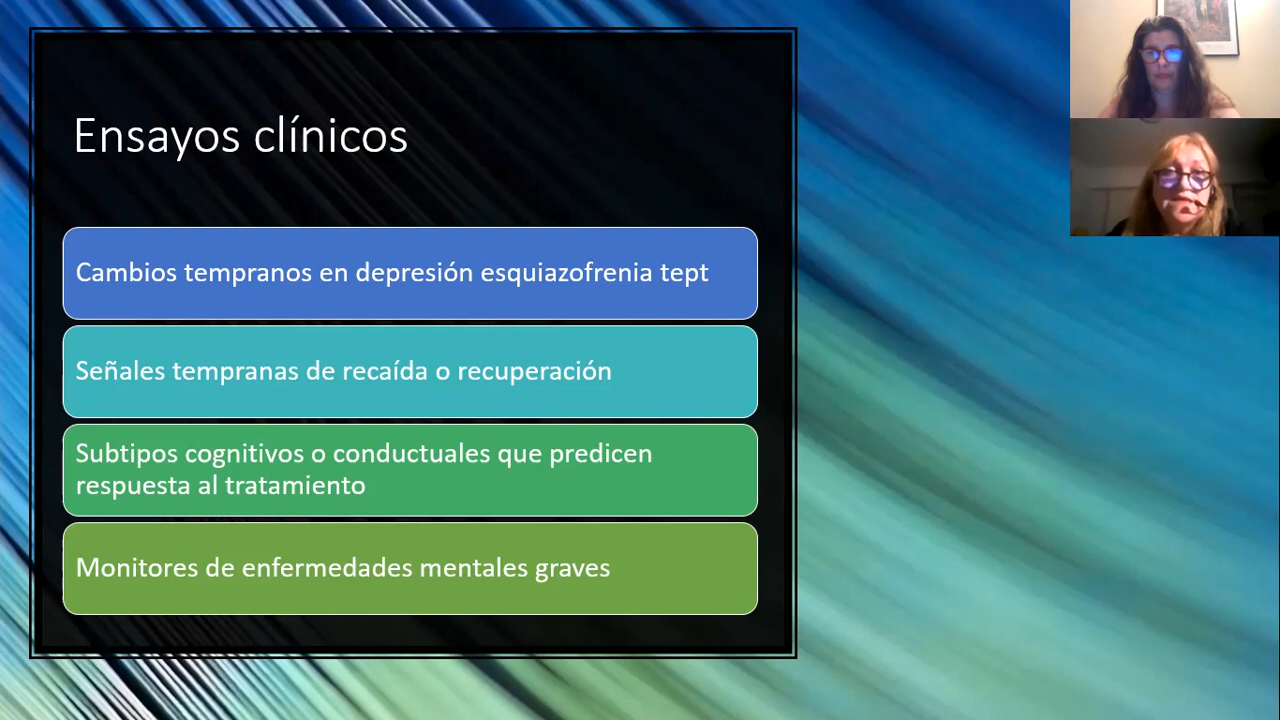 Ensayos clínicos
Cambios tempranos en depresión esquiazofrenia tept
Señales tempranas de recaída o recuperación
Subtipos cognitivos o conductuales que predicen
respuesta al tratamiento
Monitores de enfermedades mentales graves